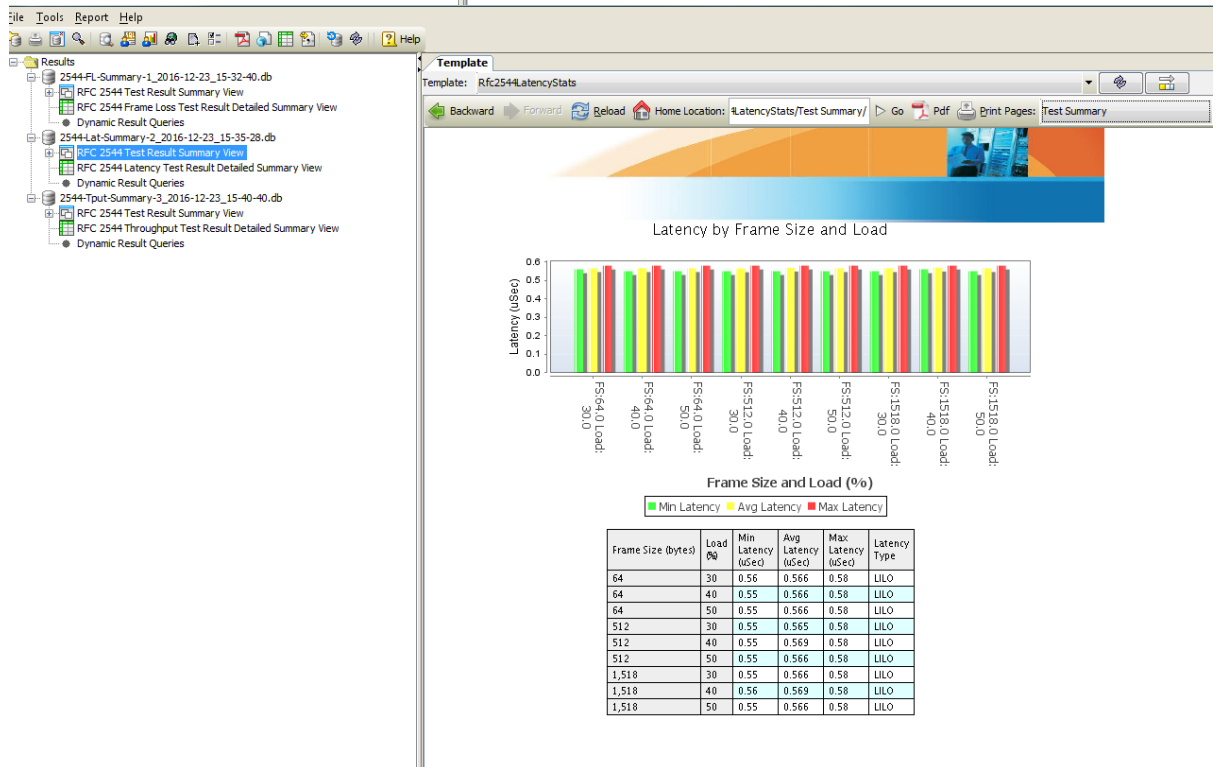 File Tools Report Help
Help
Results
2544-FL-Summary-1_2016-12-23_15-32-40.db
RFC 2544 Test Result Summary View
RFC 2544 Frame Loss Test Result Detailed Summary View
Dynamic Result Queries
2544-Lat-Summary-2_2016-12-23_15-35-28.db
RFC 2544 Test Result Summary View
RFC 2544 Latency Test Result Detailed Summary View
Dynamic Result Queries
2544-Tput-Summary-3_2016-12-23_15-40-40.db
RFC 2544 Test Result Summary View
RFC 2544 Throughput Test Result Detailed Summary View
Dynamic Result Queries
Template
Template: Rfc2544LatencyStats
Backward Forward Reload Home Location: LatencyStats/Test Summary/ Go Pdf Print Pages: Test Summary
Latency by Frame Size and Load
Latency (uSec)
0.6
0.5
0.4
0.3
0.2
0.1
0.0
FS:64.0 Load: 30.0
FS:64.0 Load: 40.0
FS:64.0 Load: 50.0
FS:512.0 Load: 30.0
FS:512.0 Load: 40.0
FS:512.0 Load: 50.0
FS:1518.0 Load: 30.0
FS:1518.0 Load: 40.0
FS:1518.0 Load: 50.0
Frame Size and Load (%)
Min Latency Avg Latency Max Latency
Frame Size (bytes) Load (%) Min Latency (uSec) Avg Latency (uSec) Max Latency (uSec) Latency Type
64 30 0.56 0.566 0.58 LILO
64 40 0.55 0.566 0.58 LILO
64 50 0.55 0.566 0.58 LILO
512 30 0.55 0.565 0.58 LILO
512 40 0.55 0.569 0.58 LILO
512 50 0.55 0.566 0.58 LILO
1,518 30 0.55 0.566 0.58 LILO
1,518 40 0.56 0.569 0.58 LILO
1,518 50 0.55 0.566 0.58 LILO